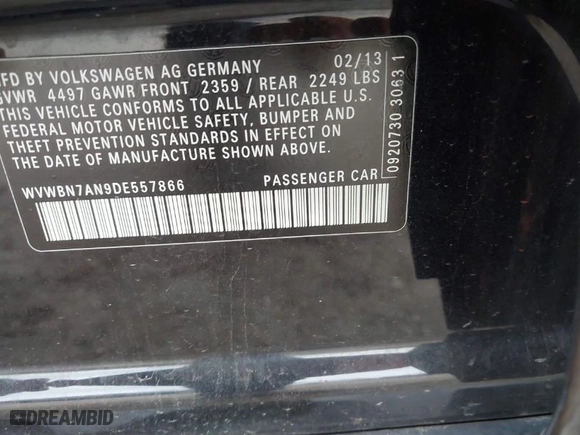 MFD BY VOLKSWAGEN AG GERMANY 02/13
GVWR 4497 GAWR FRONT 2359 / REAR 2249 LBS
THIS VEHICLE CONFORMS TO ALL APPLICABLE U.S.
FEDERAL MOTOR VEHICLE SAFETY, BUMPER AND
THEFT PREVENTION STANDARDS IN EFFECT ON
THE DATE OF MANUFACTURE SHOWN ABOVE.
WVWBN7AN9DE557866 PASSENGER CAR
0920730 3063 1
DREAMBID